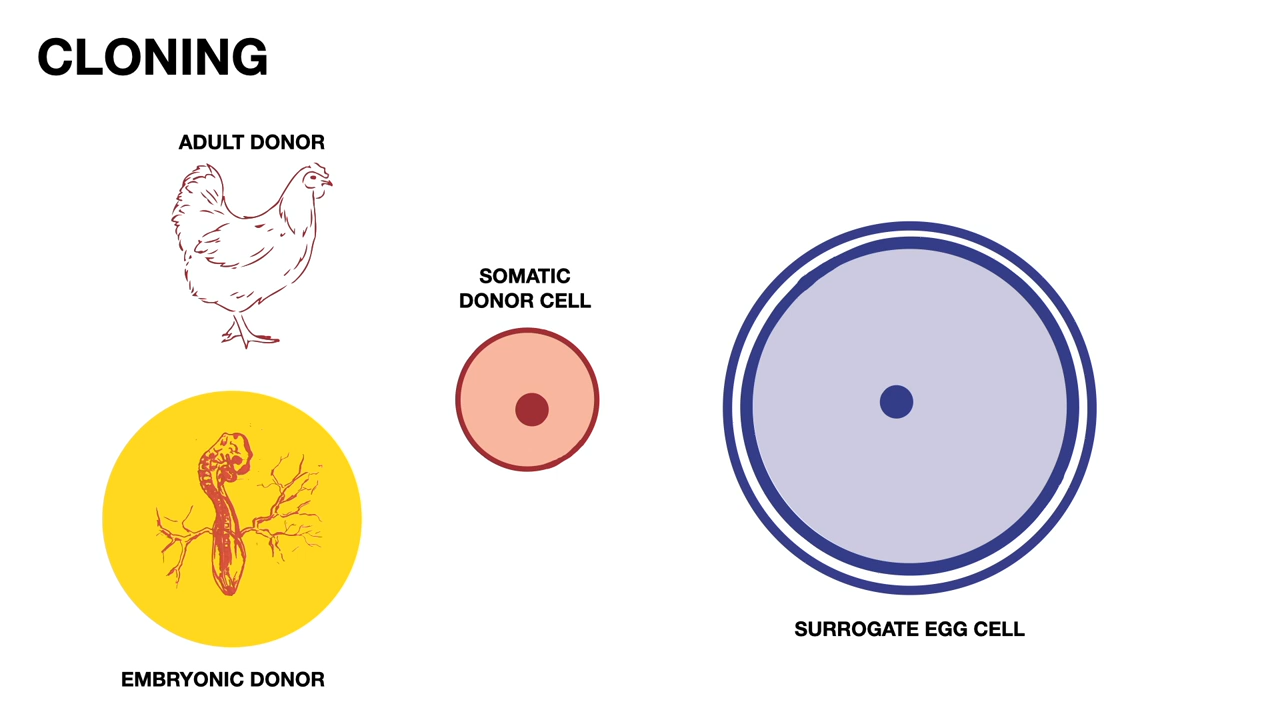 CLONING
ADULT DONOR
SOMATIC
DONOR CELL
SURROGATE EGG CELL
EMBRYONIC DONOR